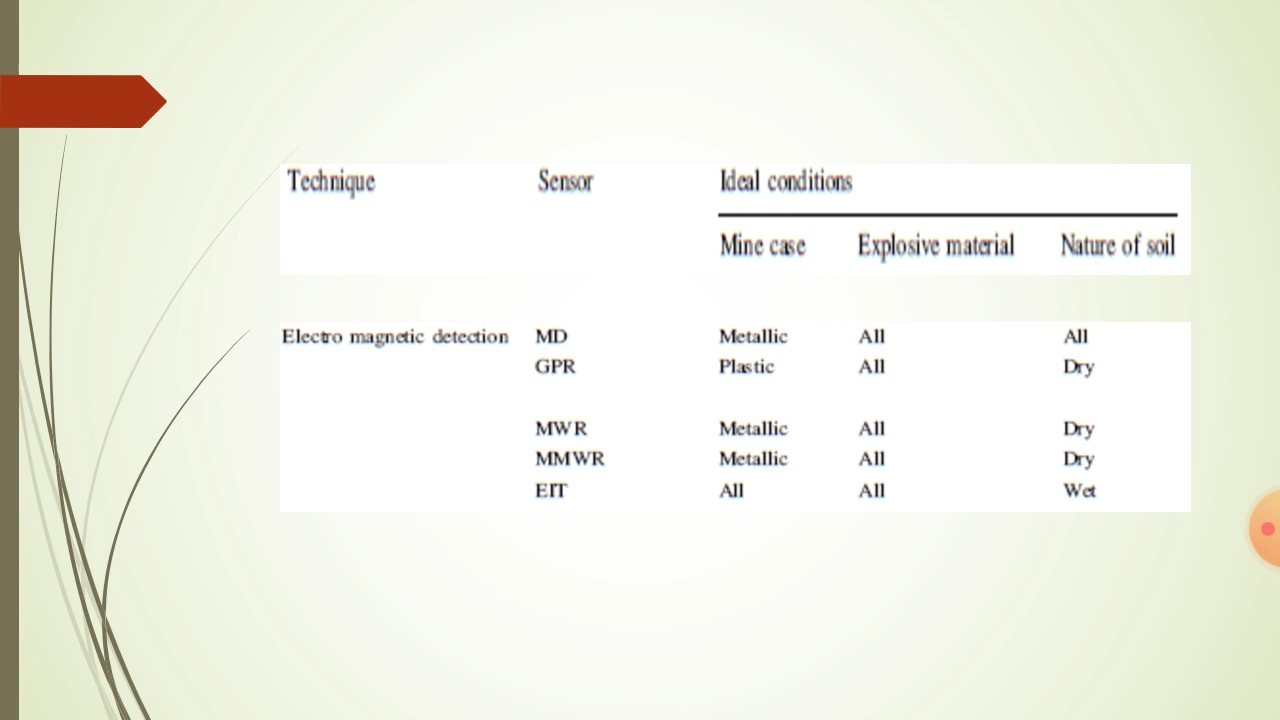 Technique Sensor Ideal conditions
Mine case Explosive material Nature of soil
Electro magnetic detection MD Metallic All All
GPR Plastic All Dry
MWR Metallic All Dry
MMWR Metallic All Dry
EIT All All Wet